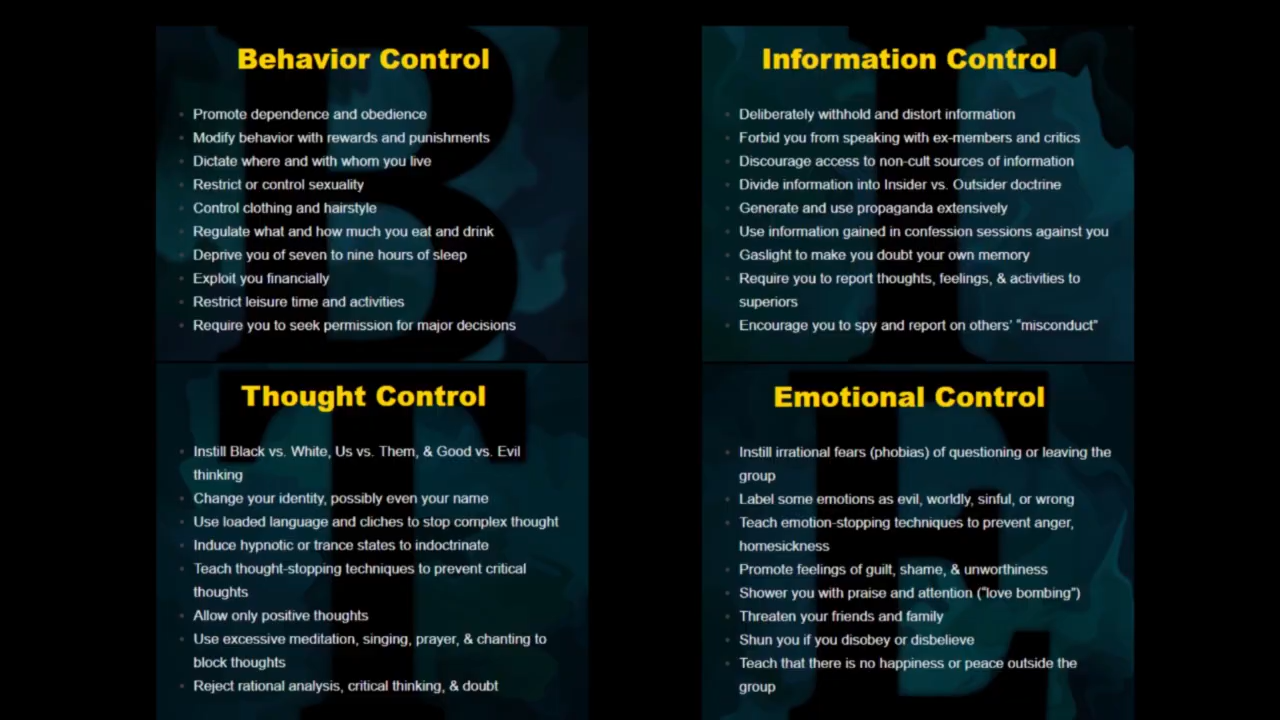 Behavior Control
Promote dependence and obedience
Modify behavior with rewards and punishments
Dictate where and with whom you live
Restrict or control sexuality
Control clothing and hairstyle
Regulate what and how much you eat and drink
Deprive you of seven to nine hours of sleep
Exploit you financially
Restrict leisure time and activities
Require you to seek permission for major decisions
Information Control
Deliberately withhold and distort information
Forbid you from speaking with ex-members and critics
Discourage access to non-cult sources of information
Divide information into Insider vs. Outsider doctrine
Generate and use propaganda extensively
Use information gained in confession sessions against you
Gaslight to make you doubt your own memory
Require you to report thoughts, feelings, & activities to
superiors
Encourage you to spy and report on others' "misconduct"
Thought Control
Instill Black vs. White, Us vs. Them, & Good vs. Evil
thinking
Change your identity, possibly even your name
Use loaded language and cliches to stop complex thought
Induce hypnotic or trance states to indoctrinate
Teach thought-stopping techniques to prevent critical
thoughts
Allow only positive thoughts
Use excessive meditation, singing, prayer, & chanting to
block thoughts
Reject rational analysis, critical thinking, & doubt
Emotional Control
Instill irrational fears (phobias) of questioning or leaving the
group
Label some emotions as evil, worldly, sinful, or wrong
Teach emotion-stopping techniques to prevent anger,
homesickness
Promote feelings of guilt, shame, & unworthiness
Shower you with praise and attention ("love bombing")
Threaten your friends and family
Shun you if you disobey or disbelieve
Teach that there is no happiness or peace outside the
group
B
I
T
E